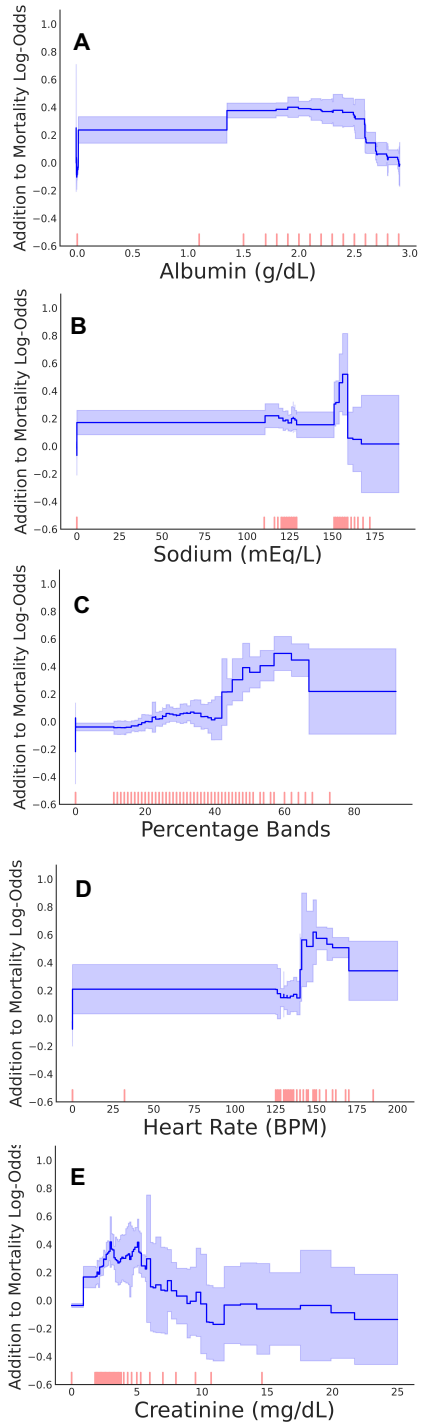 A
Addition to Mortality Log-Odds
1.0
0.8
0.6
0.4
0.2
0.0
−0.2
−0.4
−0.6
0.0 0.5 1.0 1.5 2.0 2.5 3.0
Albumin (g/dL)
B
Addition to Mortality Log-Odds
1.0
0.8
0.6
0.4
0.2
0.0
−0.2
−0.4
−0.6
0 25 50 75 100 125 150 175
Sodium (mEq/L)
C
Addition to Mortality Log-Odds
1.0
0.8
0.6
0.4
0.2
0.0
−0.2
−0.4
−0.6
0 20 40 60 80
Percentage Bands
D
Addition to Mortality Log-Odds
1.0
0.8
0.6
0.4
0.2
0.0
−0.2
−0.4
−0.6
0 25 50 75 100 125 150 175 200
Heart Rate (BPM)
E
Addition to Mortality Log-Odds
1.0
0.8
0.6
0.4
0.2
0.0
−0.2
−0.4
−0.6
0 5 10 15 20 25
Creatinine (mg/dL)